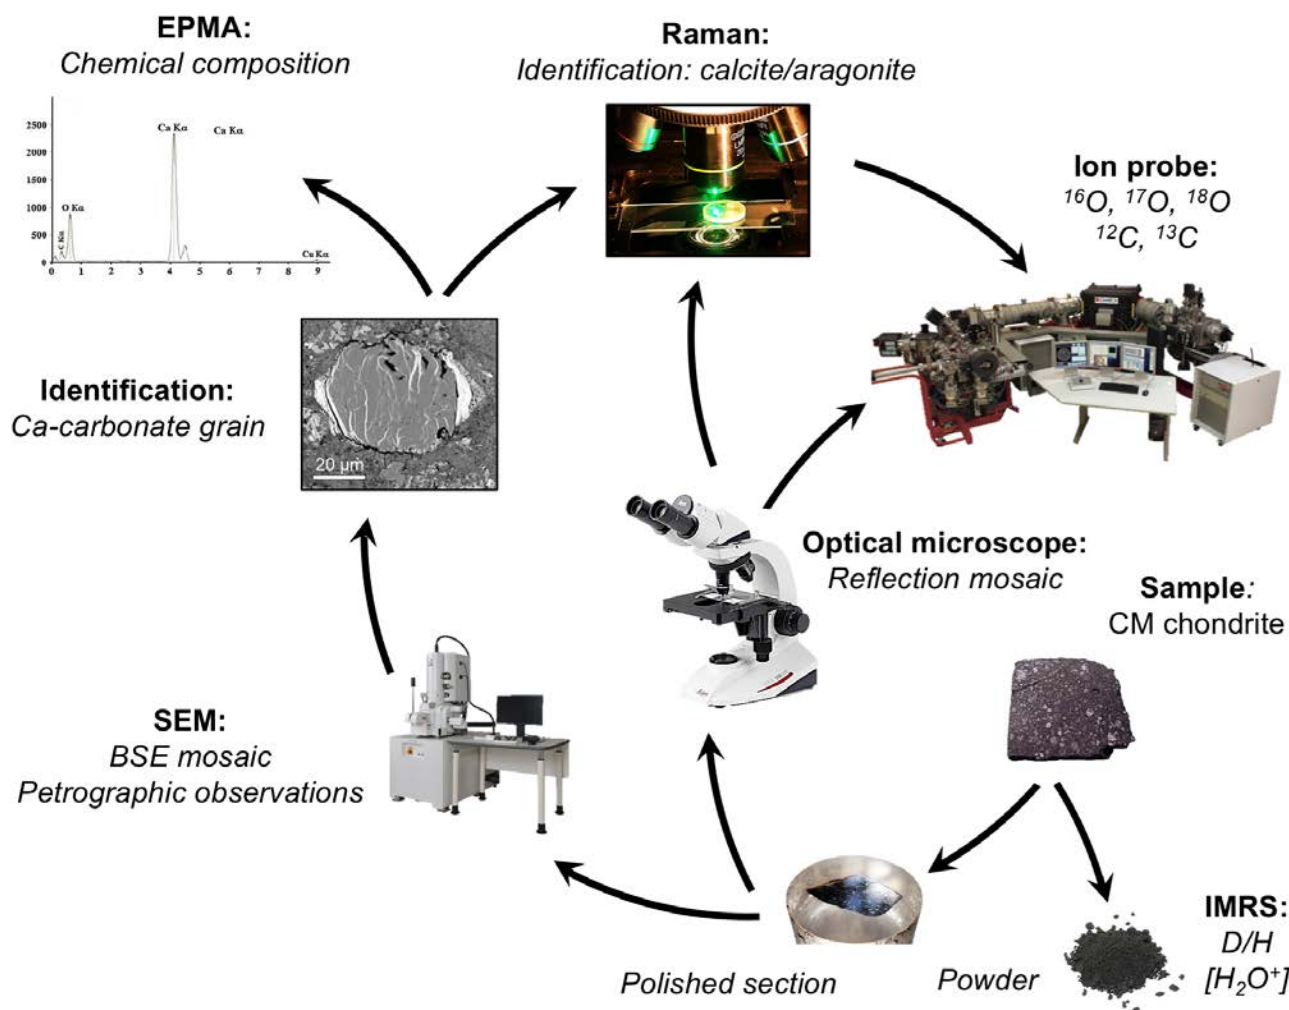 EPMA:
Chemical composition
2500
2000
1500
1000
500
0
Ca Kα
Ca Kα
O Kα
C Kα
Cu Kα
0 1 2 3 4 5 6 7 8 9
Raman:
Identification: calcite/aragonite
Ion probe:
¹⁶O, ¹⁷O, ¹⁸O
¹²C, ¹³C
Identification:
Ca-carbonate grain
20 µm
Optical microscope:
Reflection mosaic
Sample:
CM chondrite
SEM:
BSE mosaic
Petrographic observations
IMRS:
D/H
[H₂O⁺]
Polished section
Powder